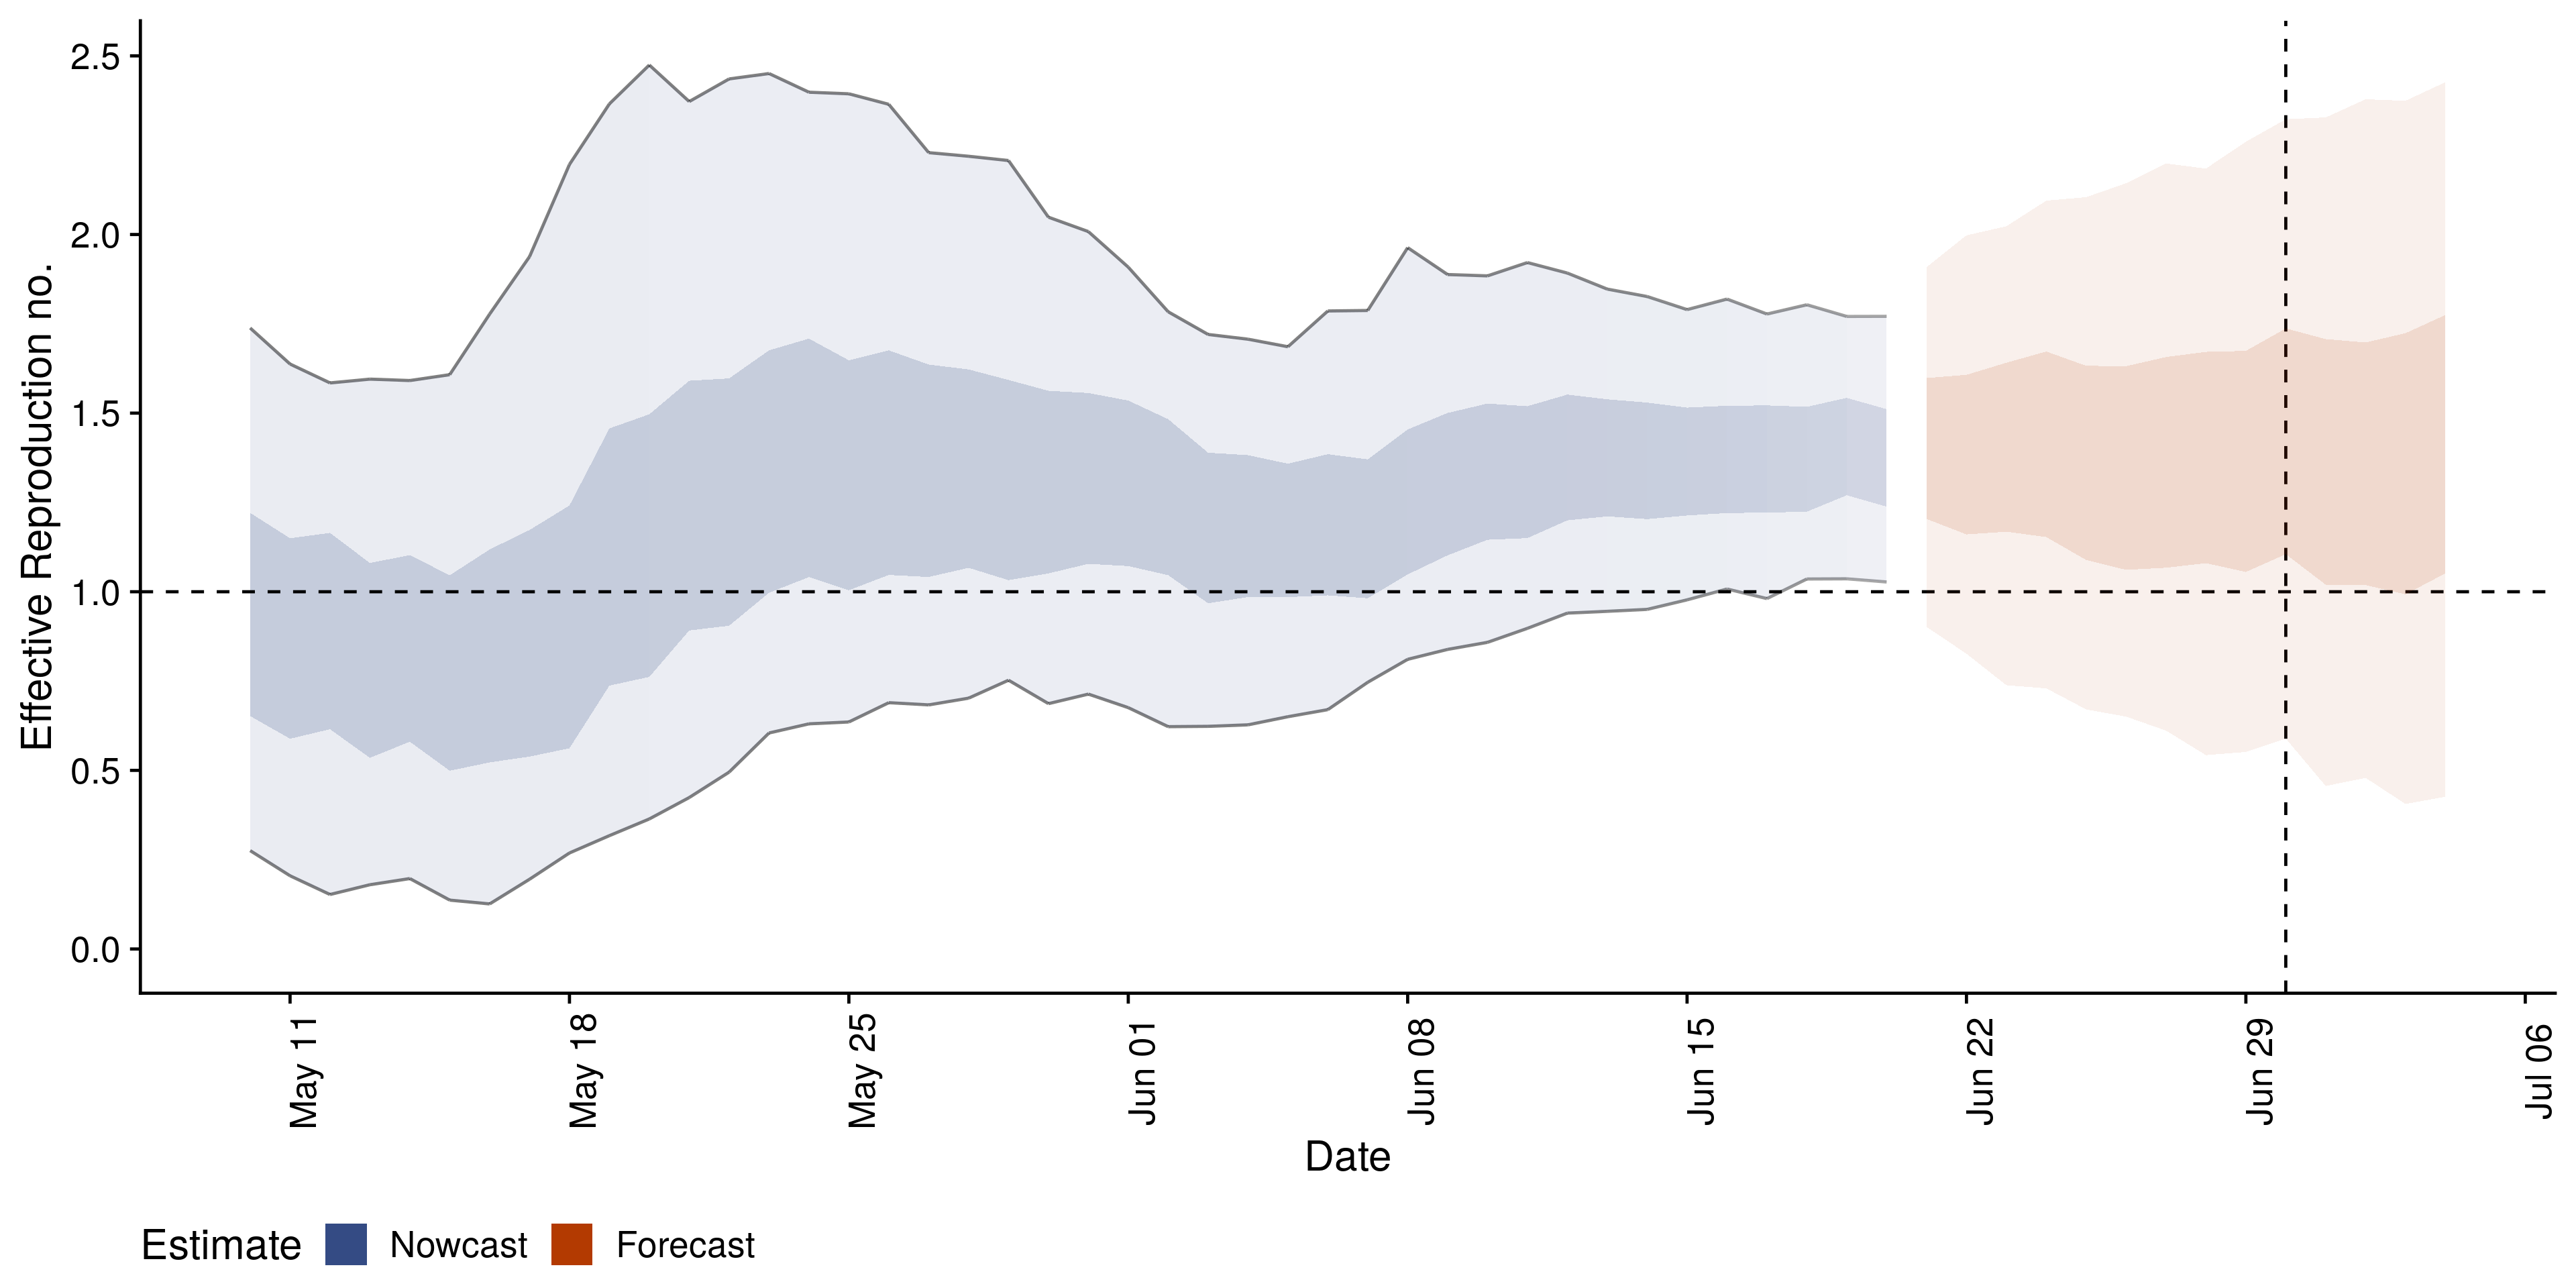 Effective Reproduction no.
2.5
2.0
1.5
1.0
0.5
0.0
May 11
May 18
May 25
Jun 01
Jun 08
Jun 15
Jun 22
Jun 29
Jul 06
Date
Estimate Nowcast Forecast